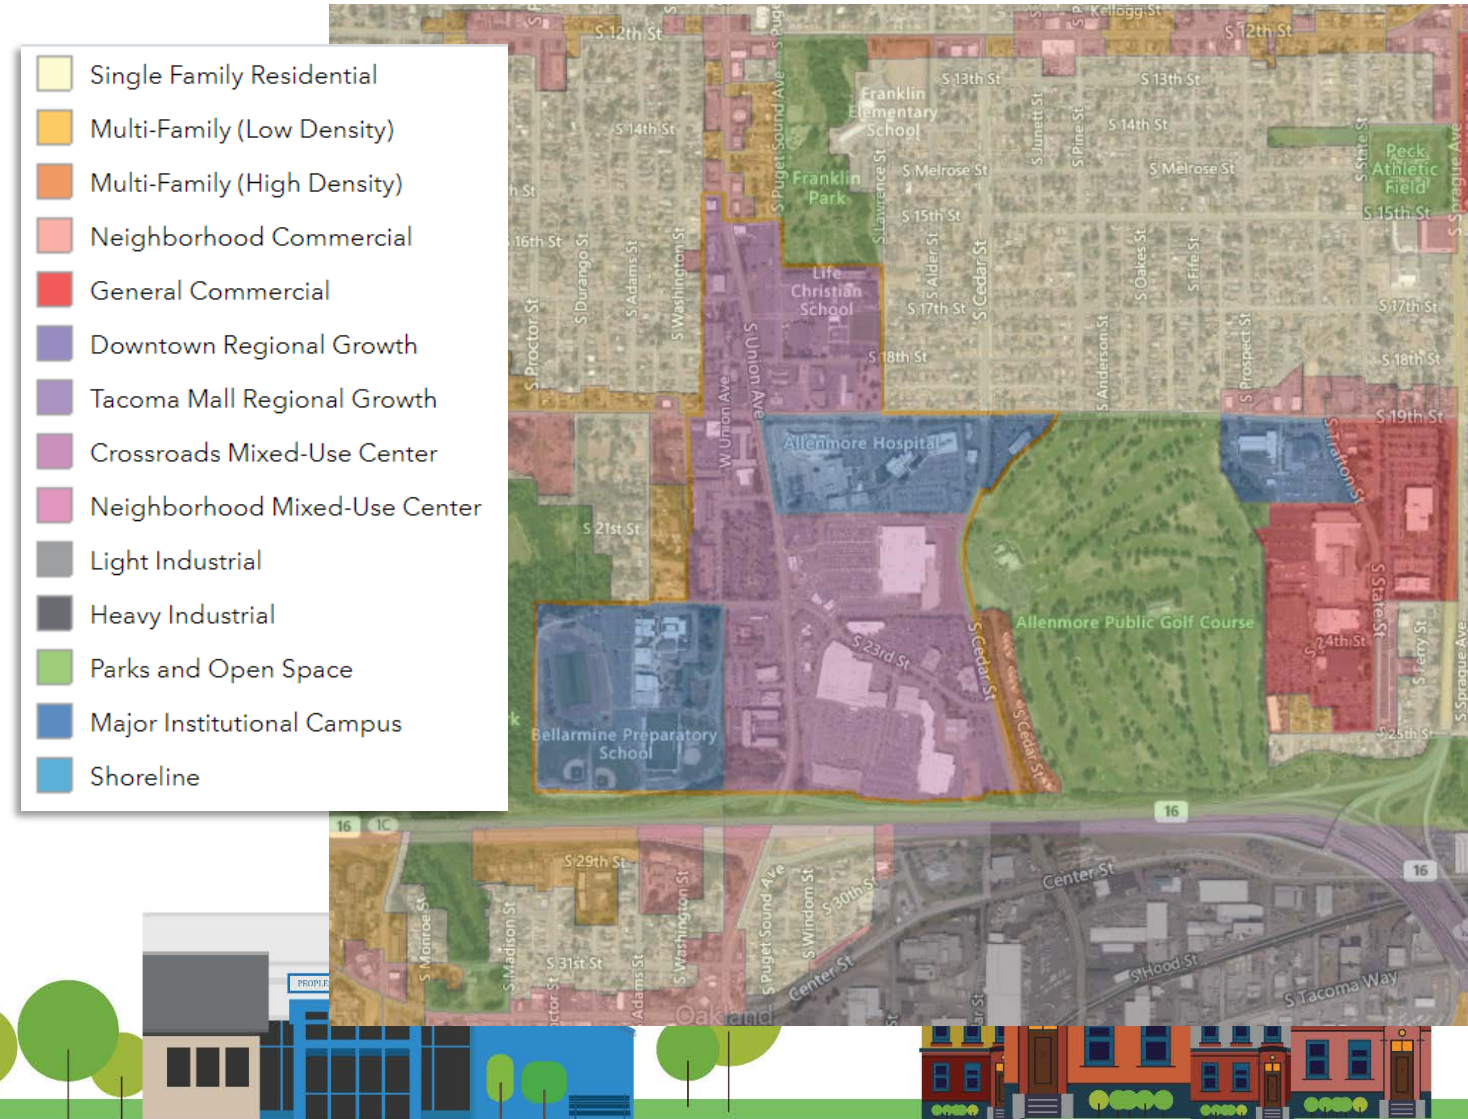 Single Family Residential
Multi-Family (Low Density)
Multi-Family (High Density)
Neighborhood Commercial
General Commercial
Downtown Regional Growth
Tacoma Mall Regional Growth
Crossroads Mixed-Use Center
Neighborhood Mixed-Use Center
Light Industrial
Heavy Industrial
Parks and Open Space
Major Institutional Campus
Shoreline
Kellogg St
S 12th St
S 12th St
S 13th St
S 13th St
Franklin
Elementary
School
S 14th St
S 14th St
S Puget Sound Ave
S Junett St
S Pine St
S State St
Peck
Athletic
Field
S Sprague Ave
S Melrose St
S Melrose St
Franklin
Park
S Lawrence St
S 15th St
S 15th St
S 16th St
S Durango St
S Adams St
S Washington St
S Alder St
S Cedar St
S Oakes St
S Fife St
Life
Christian
School
S 17th St
S 17th St
S Proctor St
S Union Ave
S 18th St
S Anderson St
S Prospect St
S 18th St
W Union Ave
S 19th St
Allenmore Hospital
S Trafton St
S 21st St
S State St
Allenmore Public Golf Course
S 23rd St
S Cedar St
S 24th St
S Ferry St
S Sprague Ave
S Cedar St
rk
Bellarmine Preparatory
School
S 25th St
16
16
1C
16
S 29th St
Center St
S Puget Sound Ave
S Windom St
S 30th St
S Monroe St
S Madison St
S Washington St
S 31st St
S Adams St
Center St
S Hood St
S Tacoma Way
Oakland
PEOPLE